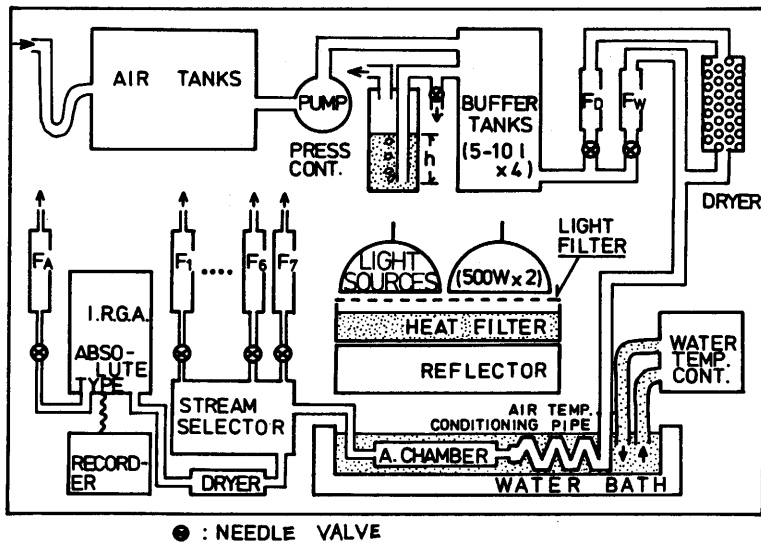 AIR TANKS
PUMP
PRESS
CONT.
h
BUFFER
TANKS
(5-10 l
x4)
FD
FW
DRYER
FA
F1
....
F6
F7
I.R.G.A.
ABSO-
LUTE
TYPE
RECORD-
ER
STREAM
SELECTOR
DRYER
LIGHT
SOURCES
(500W x 2)
LIGHT
FILTER
HEAT FILTER
REFLECTOR
WATER
TEMP.
CONT.
AIR TEMP.
CONDITIONING PIPE
A. CHAMBER
WATER BATH
: NEEDLE VALVE